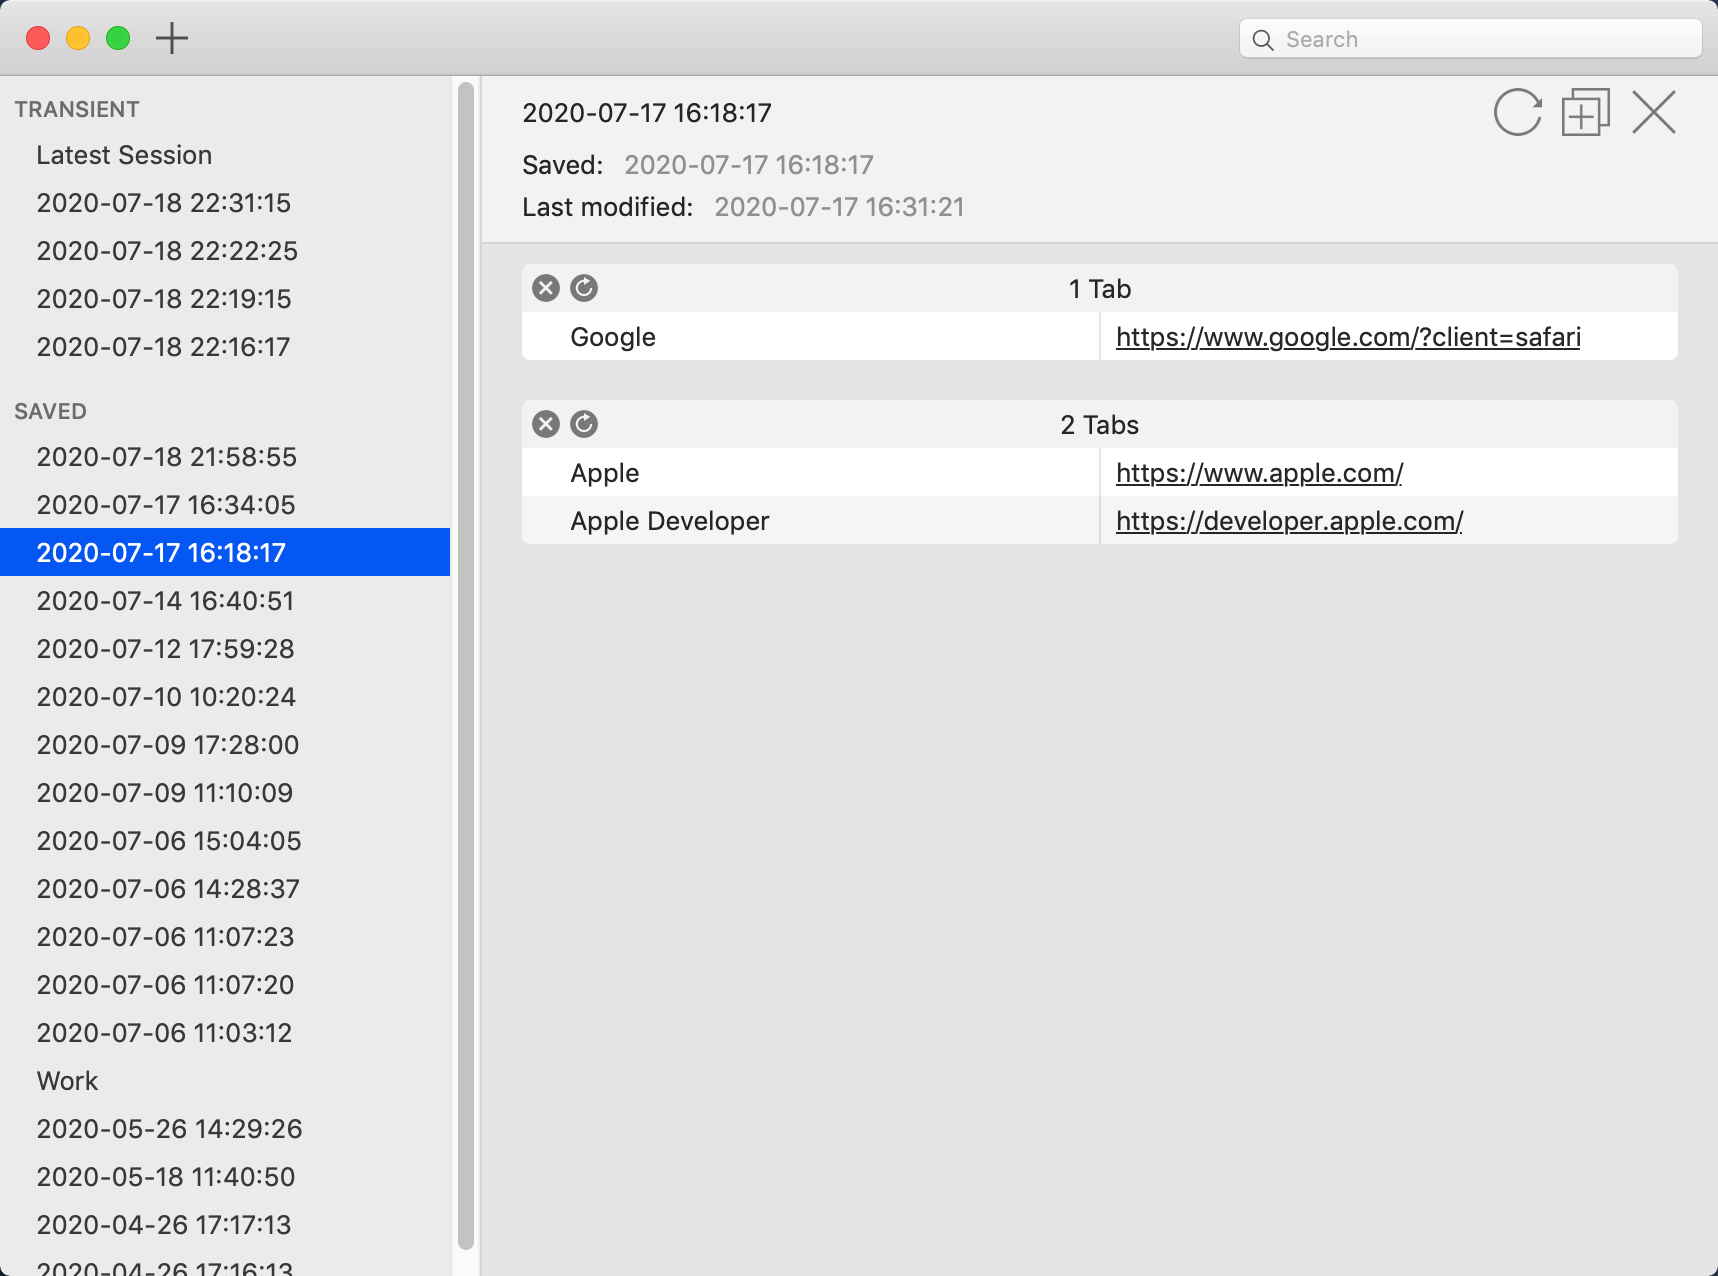 Search
TRANSIENT
Latest Session
2020-07-18 22:31:15
2020-07-18 22:22:25
2020-07-18 22:19:15
2020-07-18 22:16:17
SAVED
2020-07-18 21:58:55
2020-07-17 16:34:05
2020-07-17 16:18:17
2020-07-14 16:40:51
2020-07-12 17:59:28
2020-07-10 10:20:24
2020-07-09 17:28:00
2020-07-09 11:10:09
2020-07-06 15:04:05
2020-07-06 14:28:37
2020-07-06 11:07:23
2020-07-06 11:07:20
2020-07-06 11:03:12
Work
2020-05-26 14:29:26
2020-05-18 11:40:50
2020-04-26 17:17:13
2020-04-26 17:16:13
2020-07-17 16:18:17
Saved: 2020-07-17 16:18:17
Last modified: 2020-07-17 16:31:21
1 Tab
Google https://www.google.com/?client=safari
2 Tabs
Apple https://www.apple.com/
Apple Developer https://developer.apple.com/